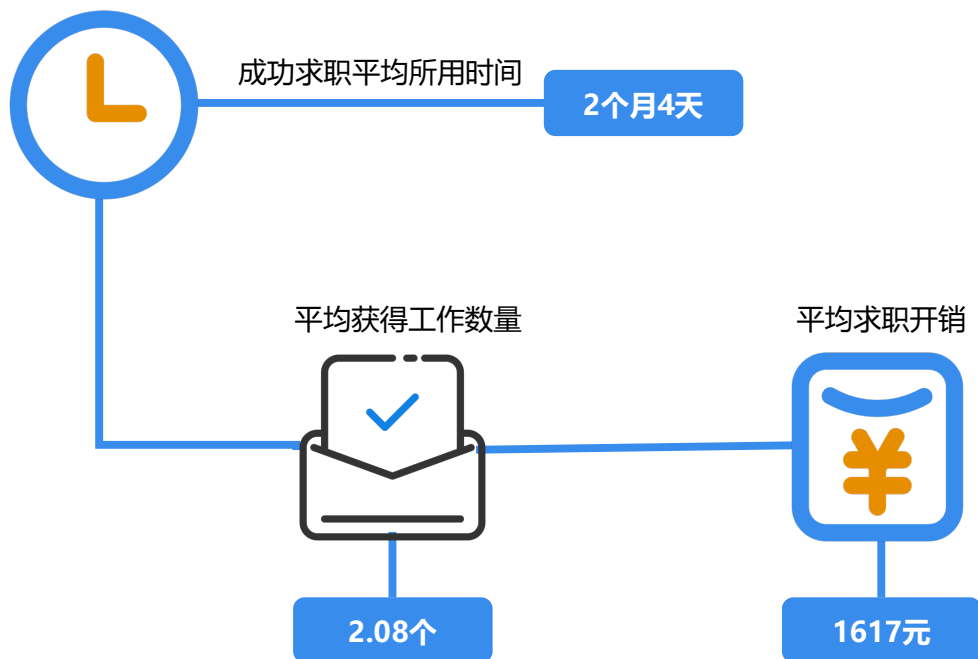 成功求职平均所用时间
2个月4天
平均获得工作数量
平均求职开销
¥
2.08个
1617元